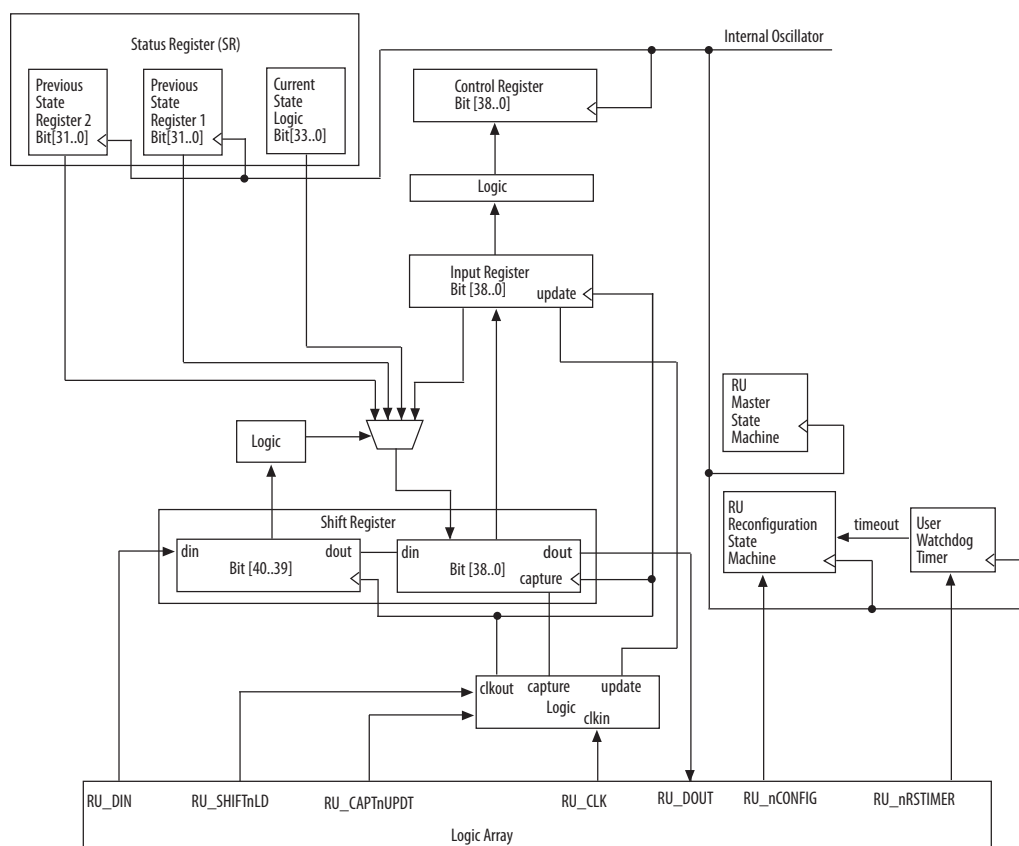 Status Register (SR)
Internal Oscillator
Previous
State
Register 2
Bit[31..0]
Previous
State
Register 1
Bit[31..0]
Current
State
Logic
Bit[33..0]
Control Register
Bit [38..0]
Logic
Input Register
Bit [38..0]
update
RU
Master
State
Machine
Logic
Shift Register
din
dout
Bit [40..39]
din
dout
Bit [38..0]
capture
RU
Reconfiguration
State
Machine
timeout
User
Watchdog
Timer
clkout
capture
update
Logic
clkin
RU_DIN
RU_SHIFTnLD
RU_CAPTnUPDT
RU_CLK
RU_DOUT
RU_nCONFIG
RU_nRSTIMER
Logic Array